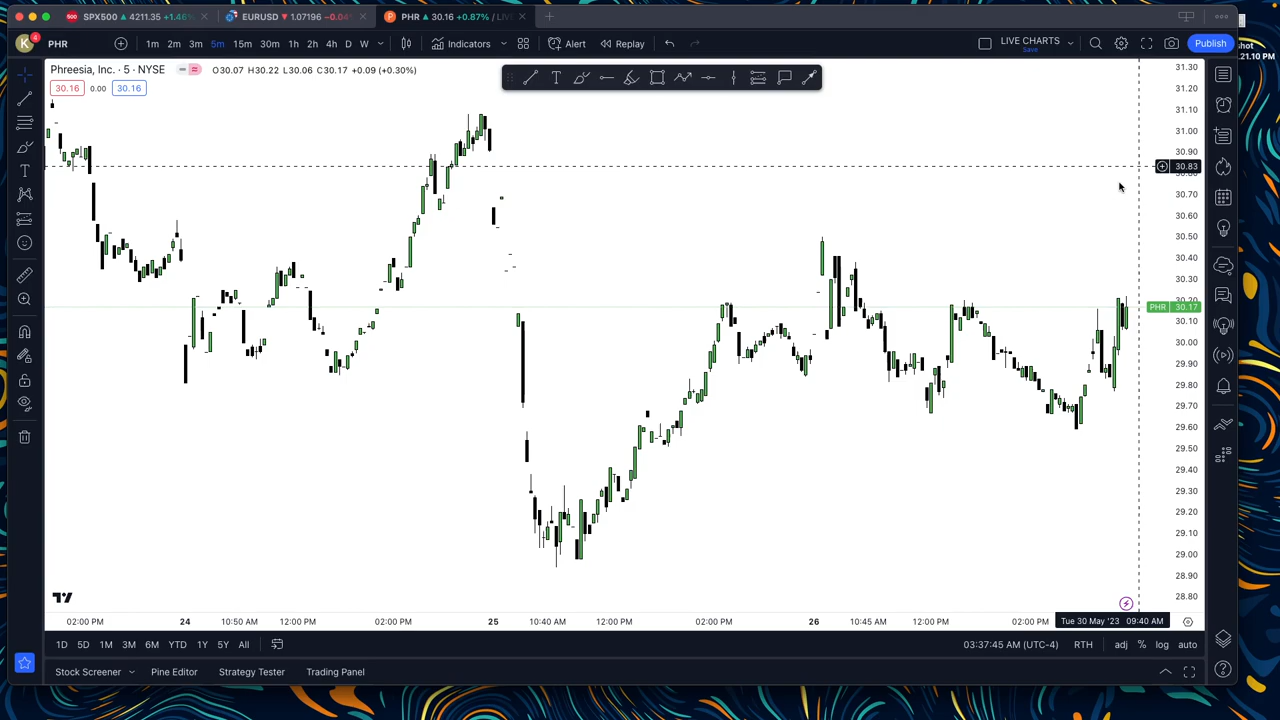 SPX500 ▲ 4211.35 +1.46%
EURUSD ▼ 1.07196 −0.04%
PHR ▲ 30.16 +0.87% / LIVE
K
4
PHR
1m 2m 3m 5m 15m 30m 1h 2h 4h D W
Indicators
Alert
Replay
LIVE CHARTS
Save
Publish
Phreesia, Inc. · 5 · NYSE
O30.07 H30.22 L30.06 C30.17 +0.09 (+0.30%)
30.16 0.00 30.16
31.30
31.20
31.10
31.00
30.90
30.83
30.80
30.70
30.60
30.50
30.40
30.30
30.20
PHR 30.17
30.10
30.00
29.90
29.80
29.70
29.60
29.50
29.40
29.30
29.20
29.10
29.00
28.90
28.80
02:00 PM 24 10:50 AM 12:00 PM 02:00 PM 25 10:40 AM 12:00 PM 02:00 PM 26 10:45 AM 12:00 PM 02:00 PM Tue 30 May '23 09:40 AM
1D 5D 1M 3M 6M YTD 1Y 5Y All
03:37:45 AM (UTC-4) RTH adj % log auto
Stock Screener Pine Editor Strategy Tester Trading Panel